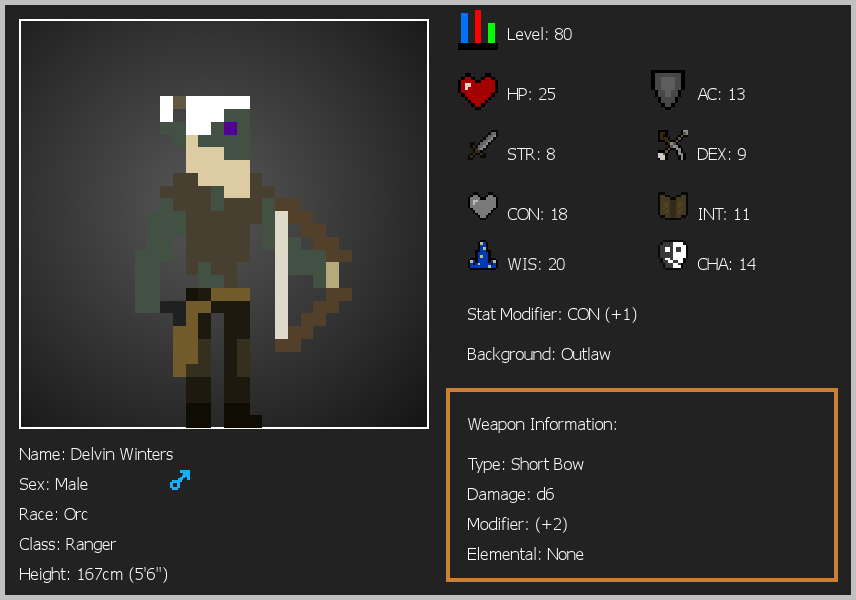 Level: 80
HP: 25
AC: 13
STR: 8
DEX: 9
CON: 18
INT: 11
WIS: 20
CHA: 14
Stat Modifier: CON (+1)
Background: Outlaw
Weapon Information:
Type: Short Bow
Damage: d6
Modifier: (+2)
Elemental: None
Name: Delvin Winters
Sex: Male
Race: Orc
Class: Ranger
Height: 167cm (5'6")